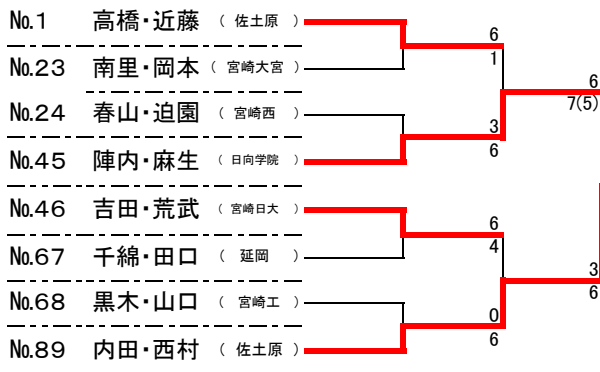 №1 高橋・近藤 （ 佐土原 ）
6
№23 南里・岡本 （ 宮崎大宮 ）
1
6
7(5)
№24 春山・迫園 （ 宮崎西 ）
3
№45 陣内・麻生 （ 日向学院 ）
6
№46 吉田・荒武 （ 宮崎日大 ）
6
№67 千綿・田口 （ 延岡 ）
4
3
6
№68 黒木・山口 （ 宮崎工 ）
0
№89 内田・西村 （ 佐土原 ）
6